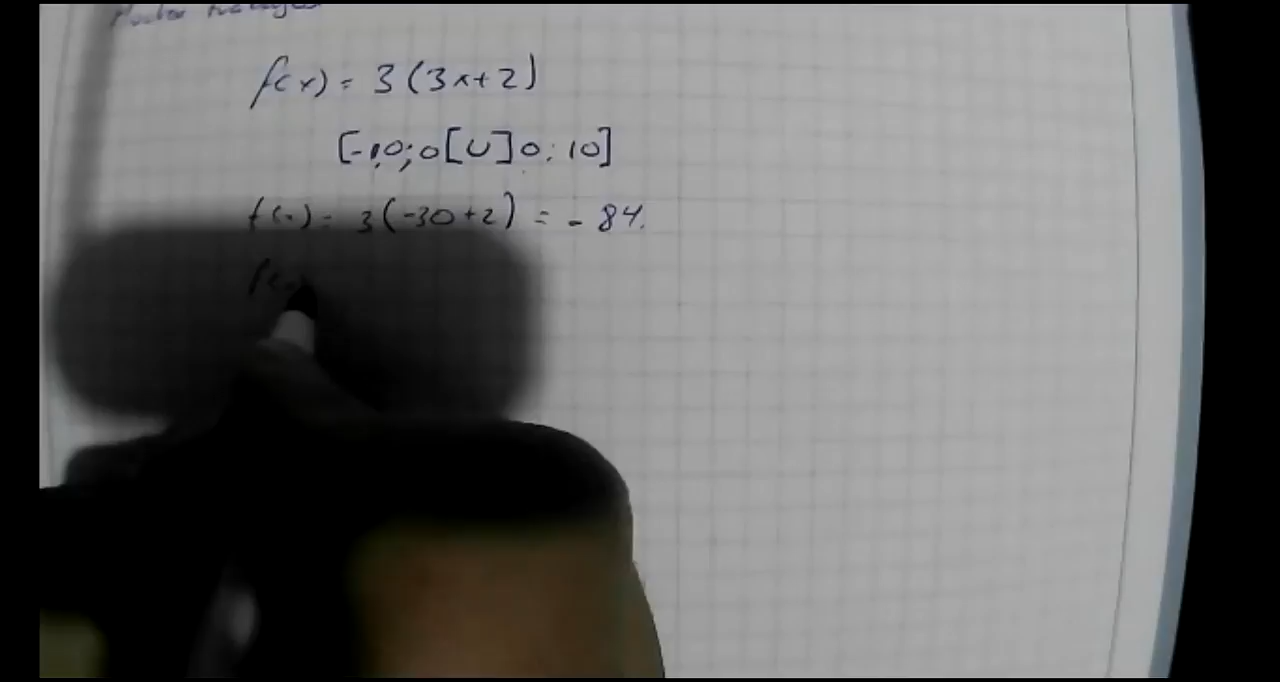 f(x) = 3(3x+2)
[-10;0[U]0;10]
f(x) = 3(-30+2) = -84.
f(x